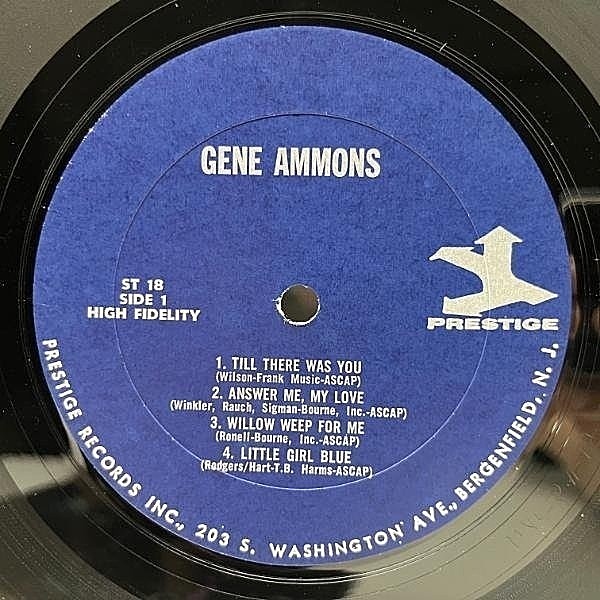 GENE AMMONS
ST 18
SIDE 1
HIGH FIDELITY
PRESTIGE
1. TILL THERE WAS YOU
(Wilson-Frank Music-ASCAP)
2. ANSWER ME, MY LOVE
(Winkler, Rauch, Sigman-Bourne, Inc.-ASCAP)
3. WILLOW WEEP FOR ME
(Ronell-Bourne, Inc.-ASCAP)
4. LITTLE GIRL BLUE
(Rodgers/Hart-T.B. Harms-ASCAP)
PRESTIGE RECORDS INC., 203 S. WASHINGTON AVE., BERGENFIELD, N. J.